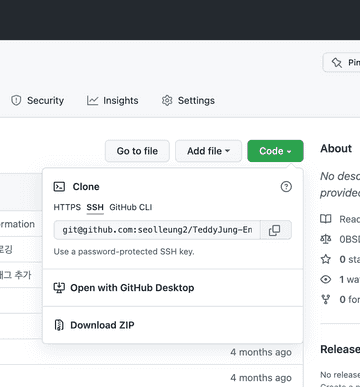 Pin
Security
Insights
Settings
Go to file
Add file
Code
About
No desc
provided
Clone
HTTPS SSH GitHub CLI
git@github.com:seolleung2/TeddyJung-En
Use a password-protected SSH key.
Open with GitHub Desktop
Download ZIP
ormation
로깅
태그 추가
Read
0BSD
0 sta
1 wa
0 for
4 months ago
4 months ago
Release
No release